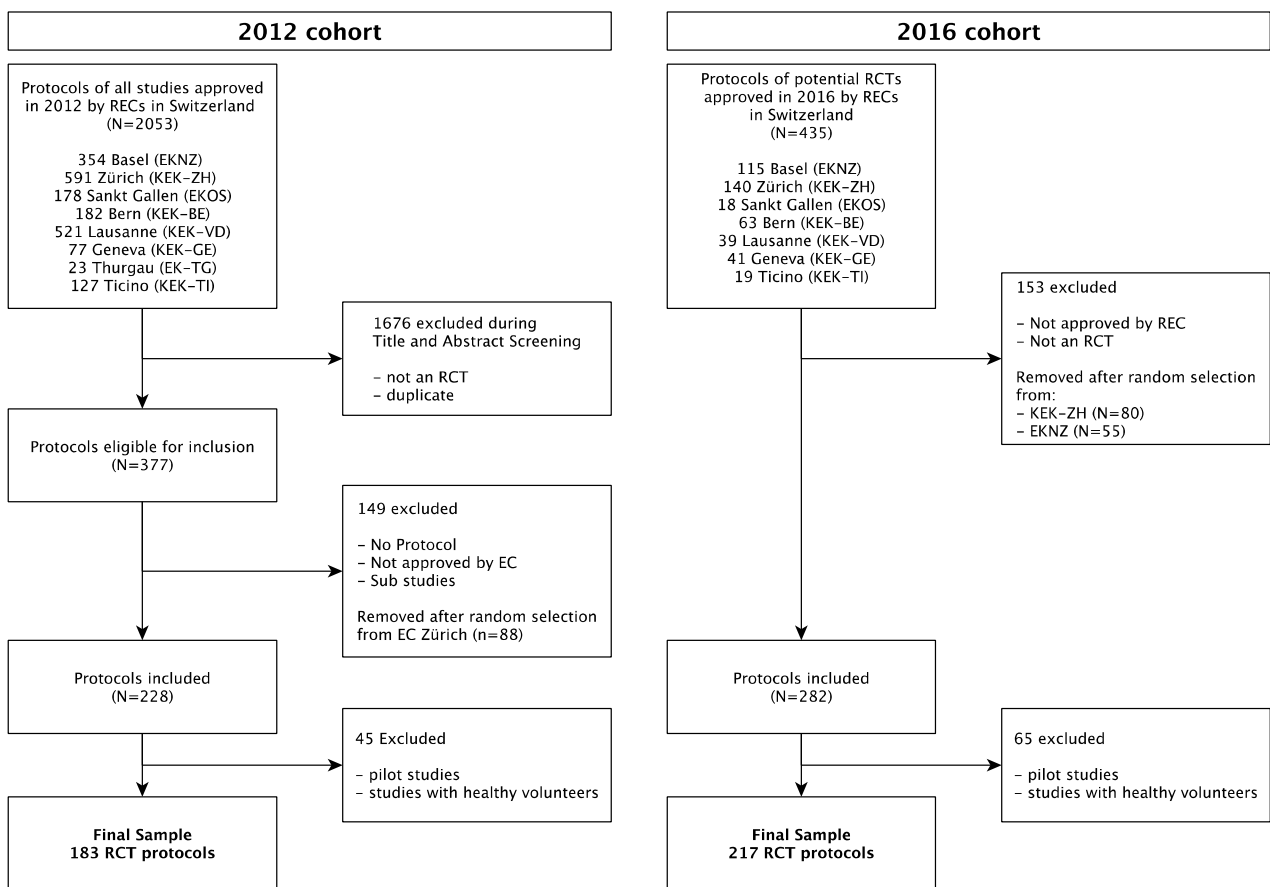 2012 cohort
Protocols of all studies approved
in 2012 by RECs in Switzerland
(N=2053)
354 Basel (EKNZ)
591 Zürich (KEK-ZH)
178 Sankt Gallen (EKOS)
182 Bern (KEK-BE)
521 Lausanne (KEK-VD)
77 Geneva (KEK-GE)
23 Thurgau (EK-TG)
127 Ticino (KEK-TI)
1676 excluded during
Title and Abstract Screening
– not an RCT
– duplicate
Protocols eligible for inclusion
(N=377)
149 excluded
– No Protocol
– Not approved by EC
– Sub studies
Removed after random selection
from EC Zürich (n=88)
Protocols included
(N=228)
45 Excluded
– pilot studies
– studies with healthy volunteers
Final Sample
183 RCT protocols
2016 cohort
Protocols of potential RCTs
approved in 2016 by RECs
in Switzerland
(N=435)
115 Basel (EKNZ)
140 Zürich (KEK-ZH)
18 Sankt Gallen (EKOS)
63 Bern (KEK-BE)
39 Lausanne (KEK-VD)
41 Geneva (KEK-GE)
19 Ticino (KEK-TI)
153 excluded
– Not approved by REC
– Not an RCT
Removed after random selection
from:
– KEK-ZH (N=80)
– EKNZ (N=55)
Protocols included
(N=282)
65 excluded
– pilot studies
– studies with healthy volunteers
Final Sample
217 RCT protocols